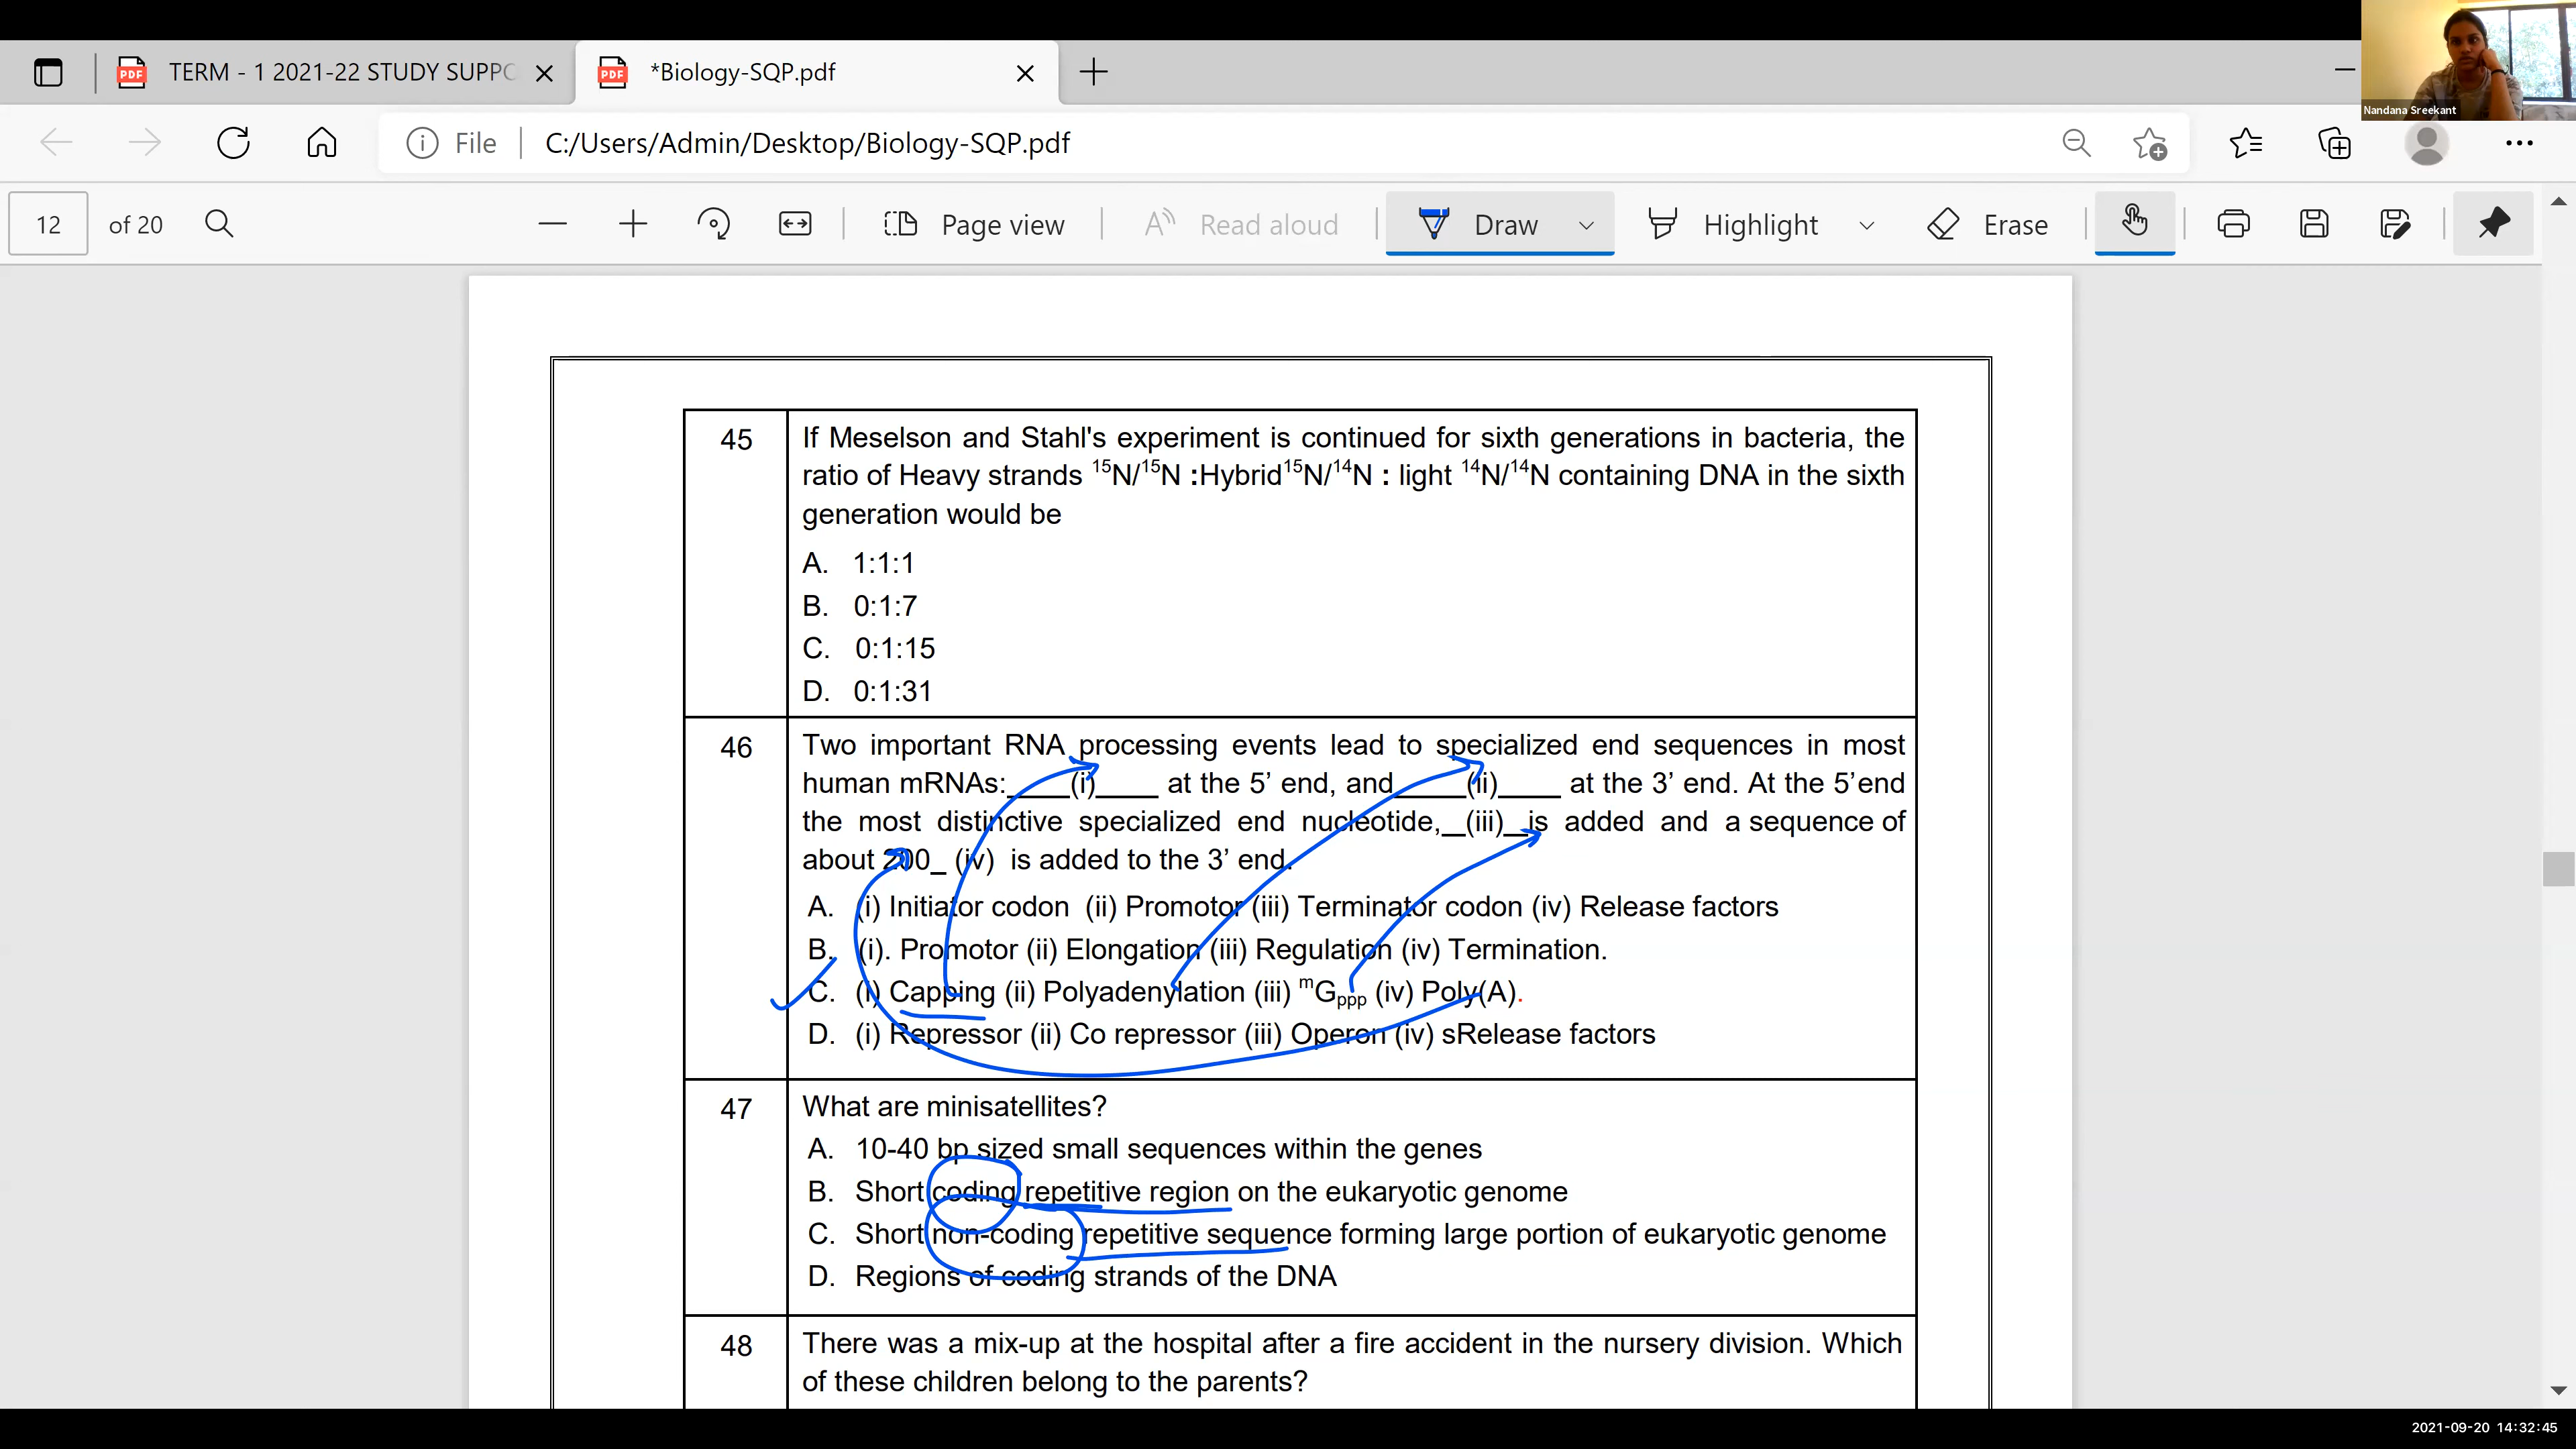 TERM - 1 2021-22 STUDY SUPPO
*Biology-SQP.pdf
Nandana Sreekant
File
C:/Users/Admin/Desktop/Biology-SQP.pdf
12 of 20
Page view
Read aloud
Draw
Highlight
Erase
45
If Meselson and Stahl's experiment is continued for sixth generations in bacteria, the
ratio of Heavy strands ¹⁵N/¹⁵N :Hybrid¹⁵N/¹⁴N : light ¹⁴N/¹⁴N containing DNA in the sixth
generation would be
A. 1:1:1
B. 0:1:7
C. 0:1:15
D. 0:1:31
46
Two important RNA processing events lead to specialized end sequences in most
human mRNAs:____(i)____ at the 5’ end, and____(ii)____ at the 3’ end. At the 5’end
the most distinctive specialized end nucleotide,_(iii)_is added and a sequence of
about 200_ (iv) is added to the 3’ end.
A. (i) Initiator codon (ii) Promotor (iii) Terminator codon (iv) Release factors
B. (i). Promotor (ii) Elongation (iii) Regulation (iv) Termination.
C. (i) Capping (ii) Polyadenylation (iii) ᵐGₚₚₚ (iv) Poly(A).
D. (i) Repressor (ii) Co repressor (iii) Operon (iv) sRelease factors
47
What are minisatellites?
A. 10-40 bp sized small sequences within the genes
B. Short coding repetitive region on the eukaryotic genome
C. Short non-coding repetitive sequence forming large portion of eukaryotic genome
D. Regions of coding strands of the DNA
48
There was a mix-up at the hospital after a fire accident in the nursery division. Which
of these children belong to the parents?
2021-09-20 14:32:45